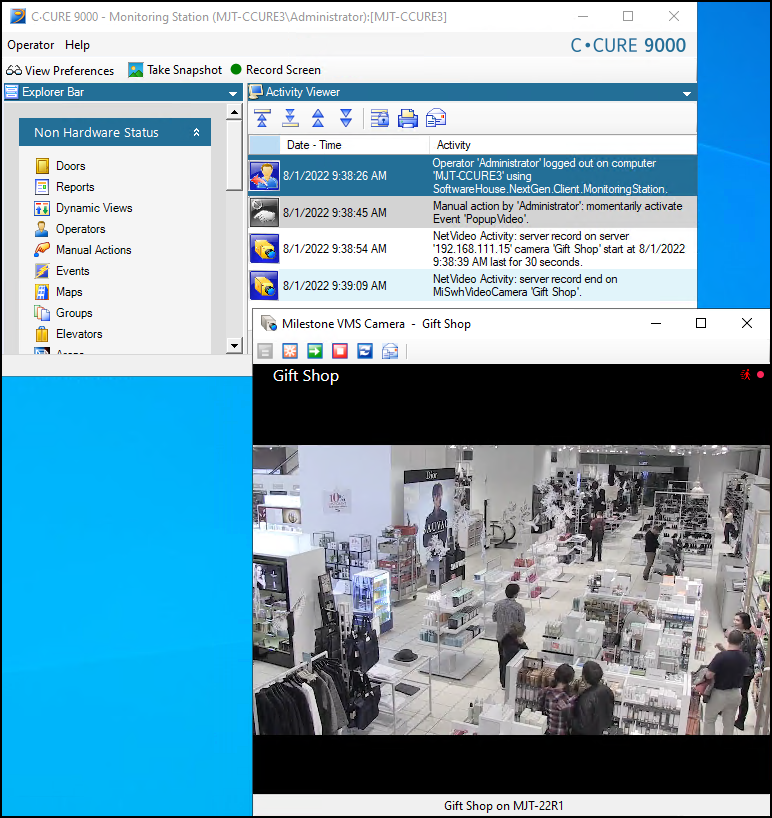 C•CURE 9000 - Monitoring Station (MJT-CCURE3\Administrator):[MJT-CCURE3]
Operator Help
C•CURE 9000
View Preferences Take Snapshot Record Screen
Explorer Bar
Activity Viewer
Non Hardware Status
Doors
Reports
Dynamic Views
Operators
Manual Actions
Events
Maps
Groups
Elevators
Date - Time Activity
8/1/2022 9:38:26 AM
Operator 'Administrator' logged out on computer
'MJT-CCURE3' using
SoftwareHouse.NextGen.Client.MonitoringStation.
8/1/2022 9:38:45 AM
Manual action by 'Administrator': momentarily activate
Event 'PopupVideo'.
8/1/2022 9:38:54 AM
NetVideo Activity: server record on server
'192.168.111.15' camera 'Gift Shop' start at 8/1/2022
9:38:39 AM last for 30 seconds.
8/1/2022 9:39:09 AM
NetVideo Activity: server record end on
MiSwhVideoCamera 'Gift Shop'.
Milestone VMS Camera - Gift Shop
Gift Shop
Dior
SAUVAGE
Gift Shop on MJT-22R1